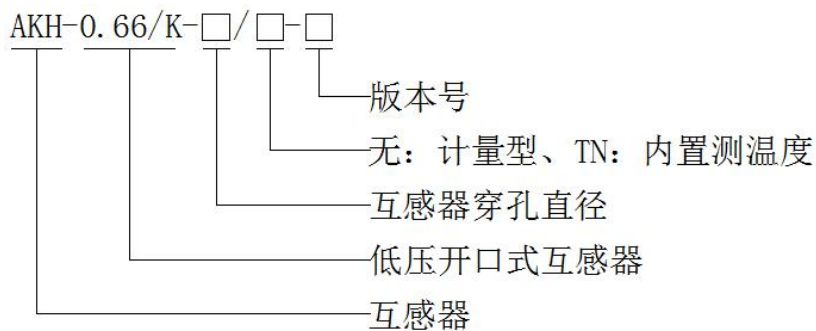 AKH-0.66/K-□/□-□
版本号
无：计量型、TN：内置测温度
互感器穿孔直径
低压开口式互感器
互感器